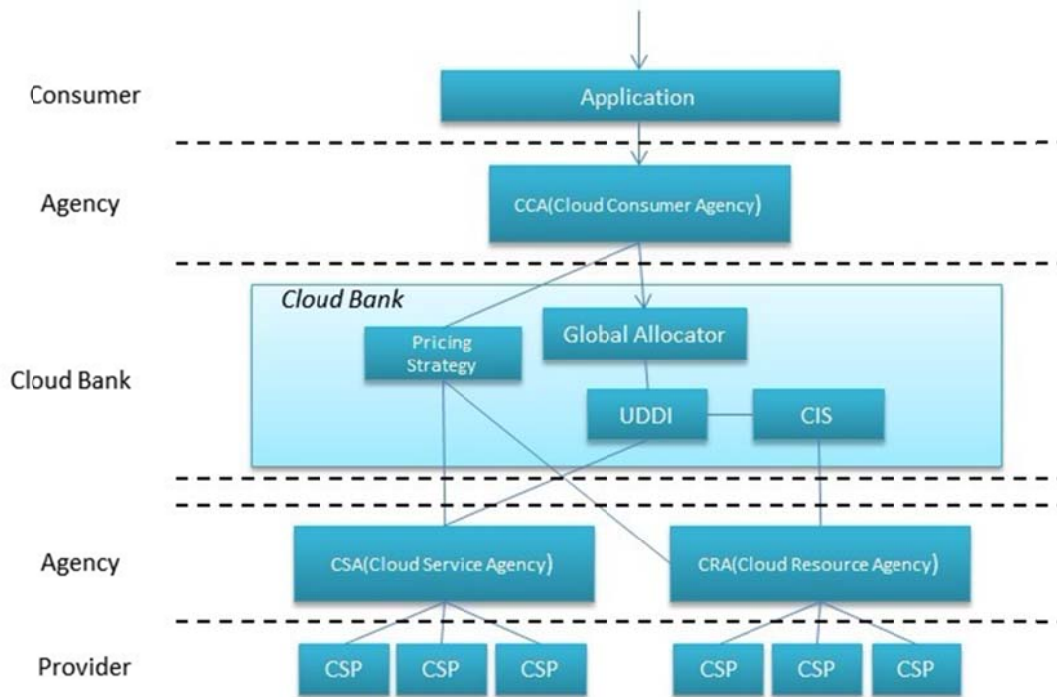 Consumer
Application
Agency
CCA(Cloud Consumer Agency)
Cloud Bank
Cloud Bank
Pricing
Strategy
Global Allocator
UDDI
CIS
Agency
CSA(Cloud Service Agency)
CRA(Cloud Resource Agency)
Provider
CSP
CSP
CSP
CSP
CSP
CSP